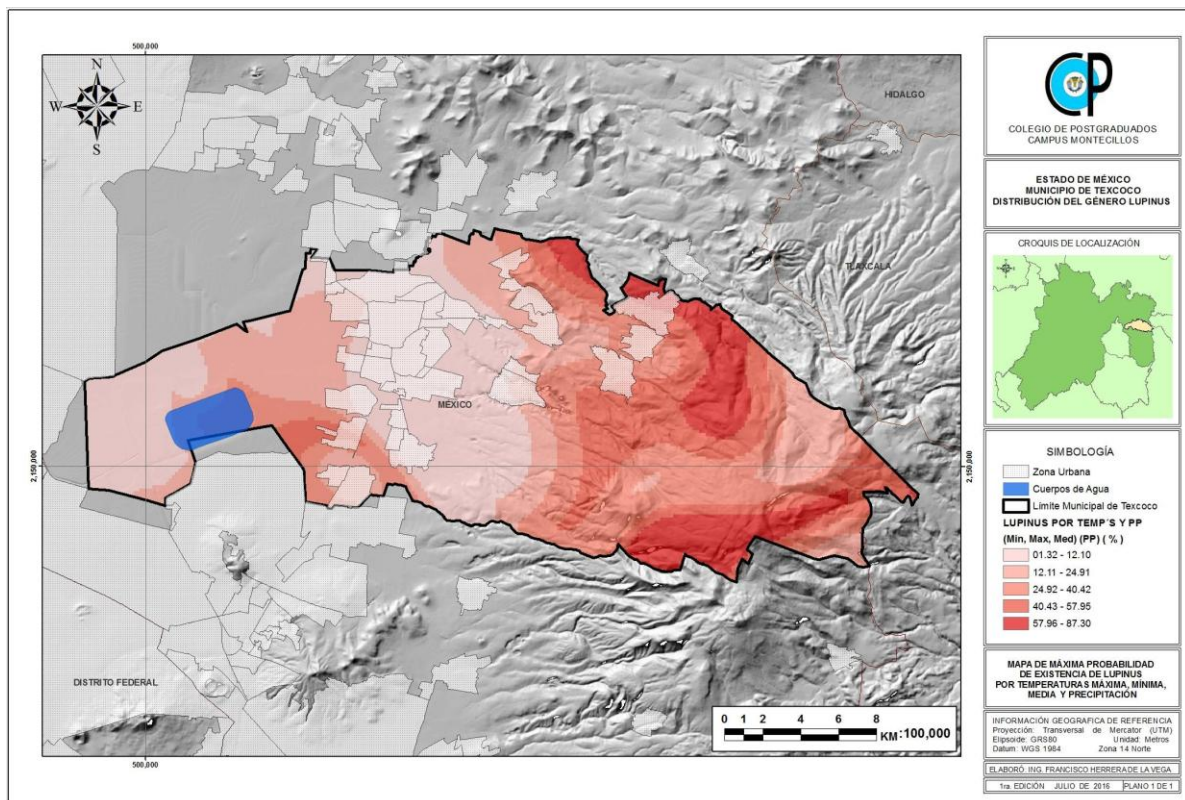 500,000
N
W E
S
HIDALGO
TLAXCALA
MÉXICO
2,150,000
2,150,000
DISTRITO FEDERAL
0 1 2 4 6 8
KM:100,000
500,000
CP
COLEGIO DE POSTGRADUADOS
CAMPUS MONTECILLOS
ESTADO DE MÉXICO
MUNICIPIO DE TEXCOCO
DISTRIBUCIÓN DEL GÉNERO LUPINUS
CROQUIS DE LOCALIZACIÓN
SIMBOLOGÍA
Zona Urbana
Cuerpos de Agua
Límite Municipal de Texcoco
LUPINUS POR TEMP´S Y PP
(Min, Max, Med) (PP) ( % )
01.32 - 12.10
12.11 - 24.91
24.92 - 40.42
40.43 - 57.95
57.96 - 87.30
MAPA DE MÁXIMA PROBABILIDAD
DE EXISTENCIA DE LUPINUS
POR TEMPERATURAS MÁXIMA, MÍNIMA,
MEDIA Y PRECIPITACIÓN
INFORMACIÓN GEOGRAFICA DE REFERENCIA
Proyección: Transversal de Mercator (UTM)
Elipsoide: GRS80 Unidad: Metros
Datum: WGS 1984 Zona 14 Norte
ELABORÓ ING. FRANCISCO HERRERA DE LA VEGA
1ra. EDICIÓN JULIO DE 2016 PLANO 1 DE 1